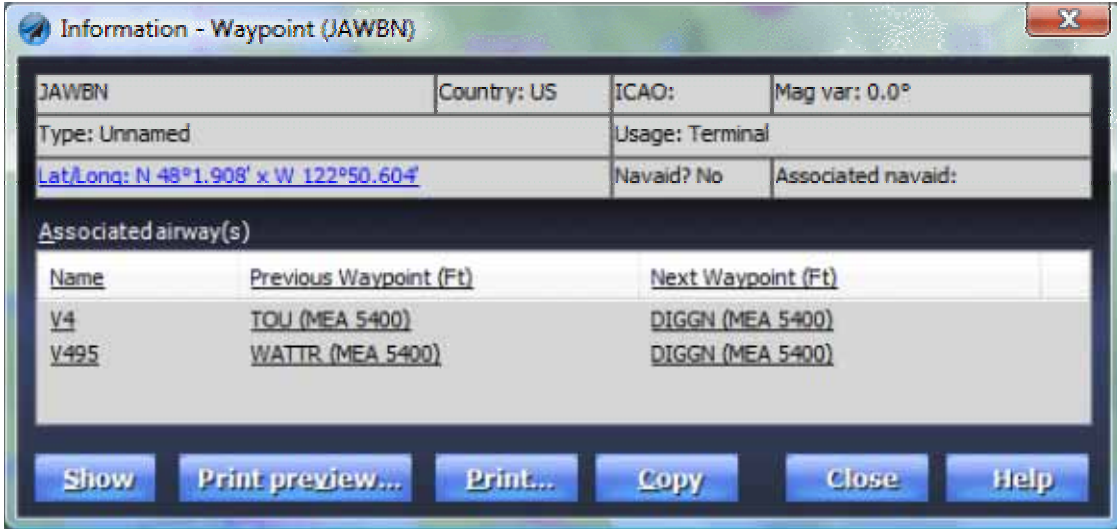 Information - Waypoint (JAWBN)
JAWBN Country: US ICAO: Mag var: 0.0°
Type: Unnamed Usage: Terminal
Lat/Long: N 48°1.908' x W 122°50.604' Navaid? No Associated navaid:
Associated airway(s)
Name Previous Waypoint (Ft) Next Waypoint (Ft)
V4 TOU (MEA 5400) DIGGN (MEA 5400)
V495 WATTR (MEA 5400) DIGGN (MEA 5400)
Show Print preview... Print... Copy Close Help